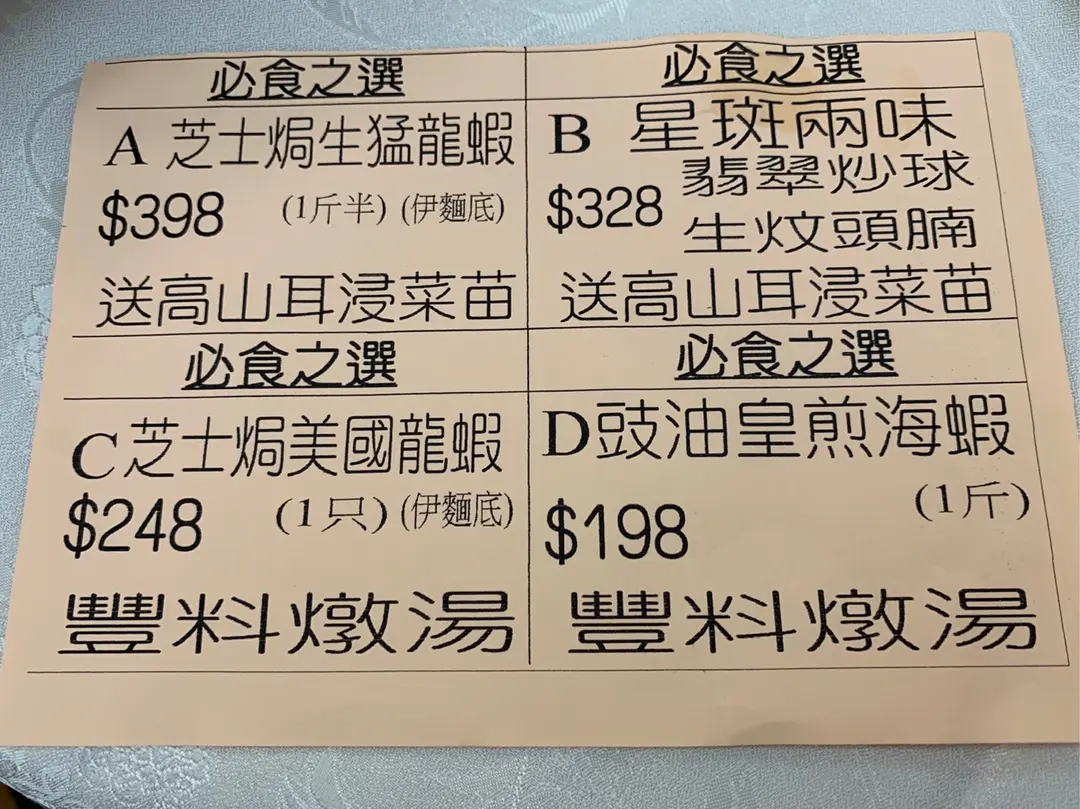 必食之選
A 芝士焗生猛龍蝦
$398 (1斤半) (伊麵底)
送高山耳浸菜苗
必食之選
B 星斑兩味
$328 翡翠炒球
生炆頭腩
送高山耳浸菜苗
必食之選
C 芝士焗美國龍蝦
$248 (1只) (伊麵底)
豐料燉湯
必食之選
D 豉油皇煎海蝦
(1斤)
$198
豐料燉湯